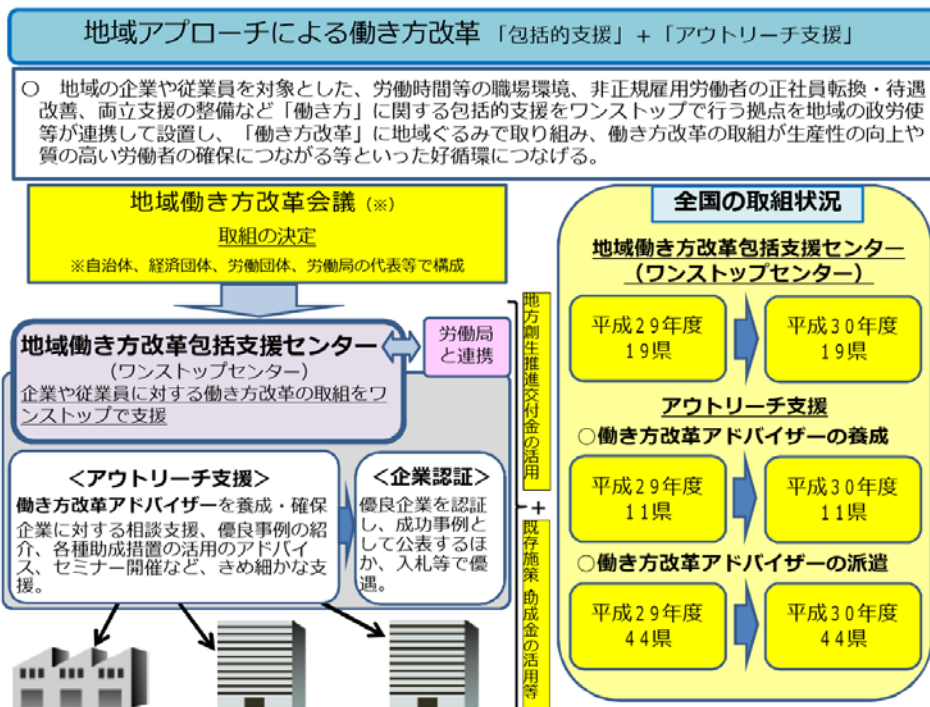 地域アプローチによる働き方改革 「包括的支援」+「アウトリーチ支援」
○ 地域の企業や従業員を対象とした、労働時間等の職場環境、非正規雇用労働者の正社員転換・待遇
改善、両立支援の整備など「働き方」に関する包括的支援をワンストップで行う拠点を地域の政労使
等が連携して設置し、「働き方改革」に地域ぐるみで取り組み、働き方改革の取組が生産性の向上や
質の高い労働者の確保につながる等といった好循環につなげる。
地域働き方改革会議(※)
取組の決定
※自治体、経済団体、労働団体、労働局の代表等で構成
地域働き方改革包括支援センター
(ワンストップセンター)
企業や従業員に対する働き方改革の取組をワ
ンストップで支援
労働局
と連携
<アウトリーチ支援>
働き方改革アドバイザーを養成・確保
企業に対する相談支援、優良事例の紹
介、各種助成措置の活用のアドバイ
ス、セミナー開催など、きめ細かな支
援。
<企業認証>
優良企業を認証
し、成功事例と
して公表するほ
か、入札等で優
遇。
地方創生推進交付金の活用
+
既存施策 助成金の活用等
全国の取組状況
地域働き方改革包括支援センター
(ワンストップセンター)
平成29年度
19県
平成30年度
19県
アウトリーチ支援
○働き方改革アドバイザーの養成
平成29年度
11県
平成30年度
11県
○働き方改革アドバイザーの派遣
平成29年度
44県
平成30年度
44県